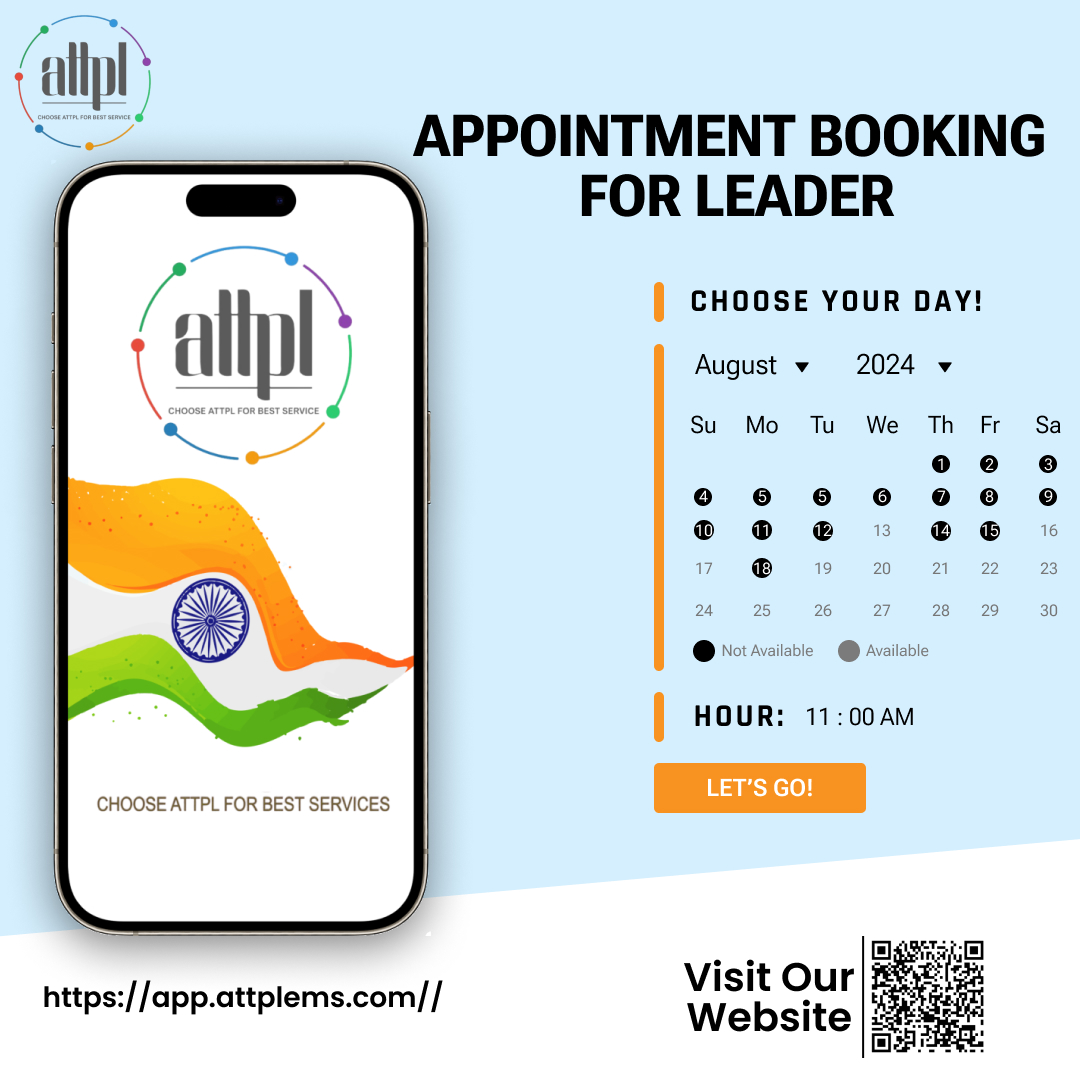 attpl
CHOOSE ATTPL FOR BEST SERVICE
APPOINTMENT BOOKING
FOR LEADER
attpl
CHOOSE ATTPL FOR BEST SERVICE
CHOOSE ATTPL FOR BEST SERVICES
CHOOSE YOUR DAY!
August 2024
Su Mo Tu We Th Fr Sa
1 2 3
4 5 5 6 7 8 9
10 11 12 13 14 15 16
17 18 19 20 21 22 23
24 25 26 27 28 29 30
Not Available Available
HOUR: 11 : 00 AM
LET'S GO!
https://app.attplems.com//
Visit Our
Website